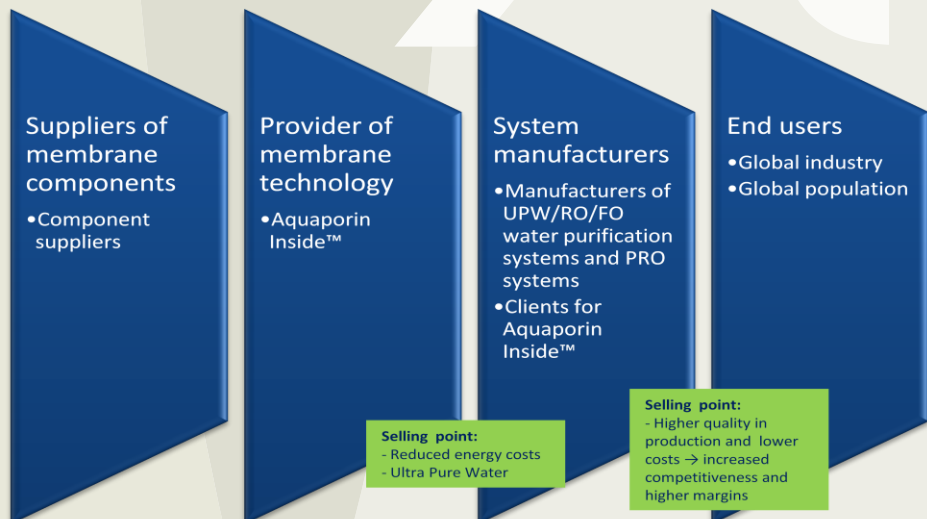 Suppliers of
membrane
components
•Component
suppliers
Provider of
membrane
technology
•Aquaporin
Inside™
System
manufacturers
•Manufacturers of
UPW/RO/FO
water purification
systems and PRO
systems
•Clients for
Aquaporin
Inside™
End users
•Global industry
•Global population
Selling point:
- Reduced energy costs
- Ultra Pure Water
Selling point:
- Higher quality in
production and lower
costs → increased
competitiveness and
higher margins